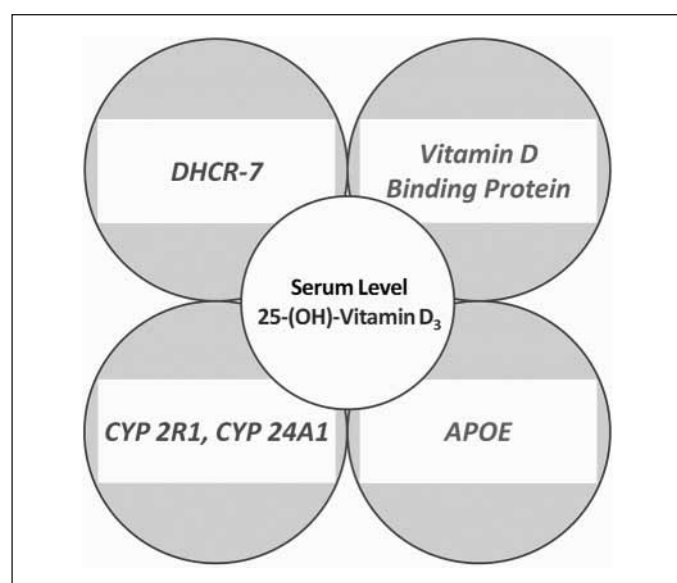 DHCR-7
Vitamin D
Binding Protein
Serum Level
25-(OH)-Vitamin D₃
CYP 2R1, CYP 24A1
APOE